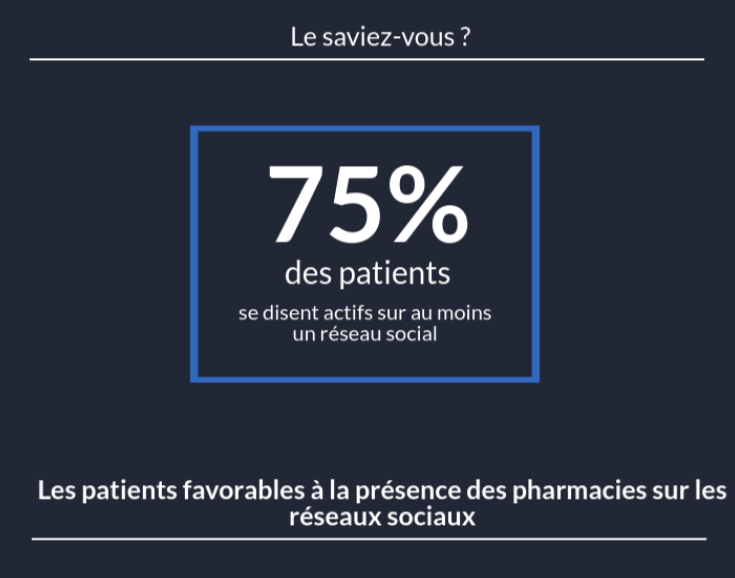 Le saviez-vous ?
75%
des patients
se disent actifs sur au moins
un réseau social
Les patients favorables à la présence des pharmacies sur les
réseaux sociaux